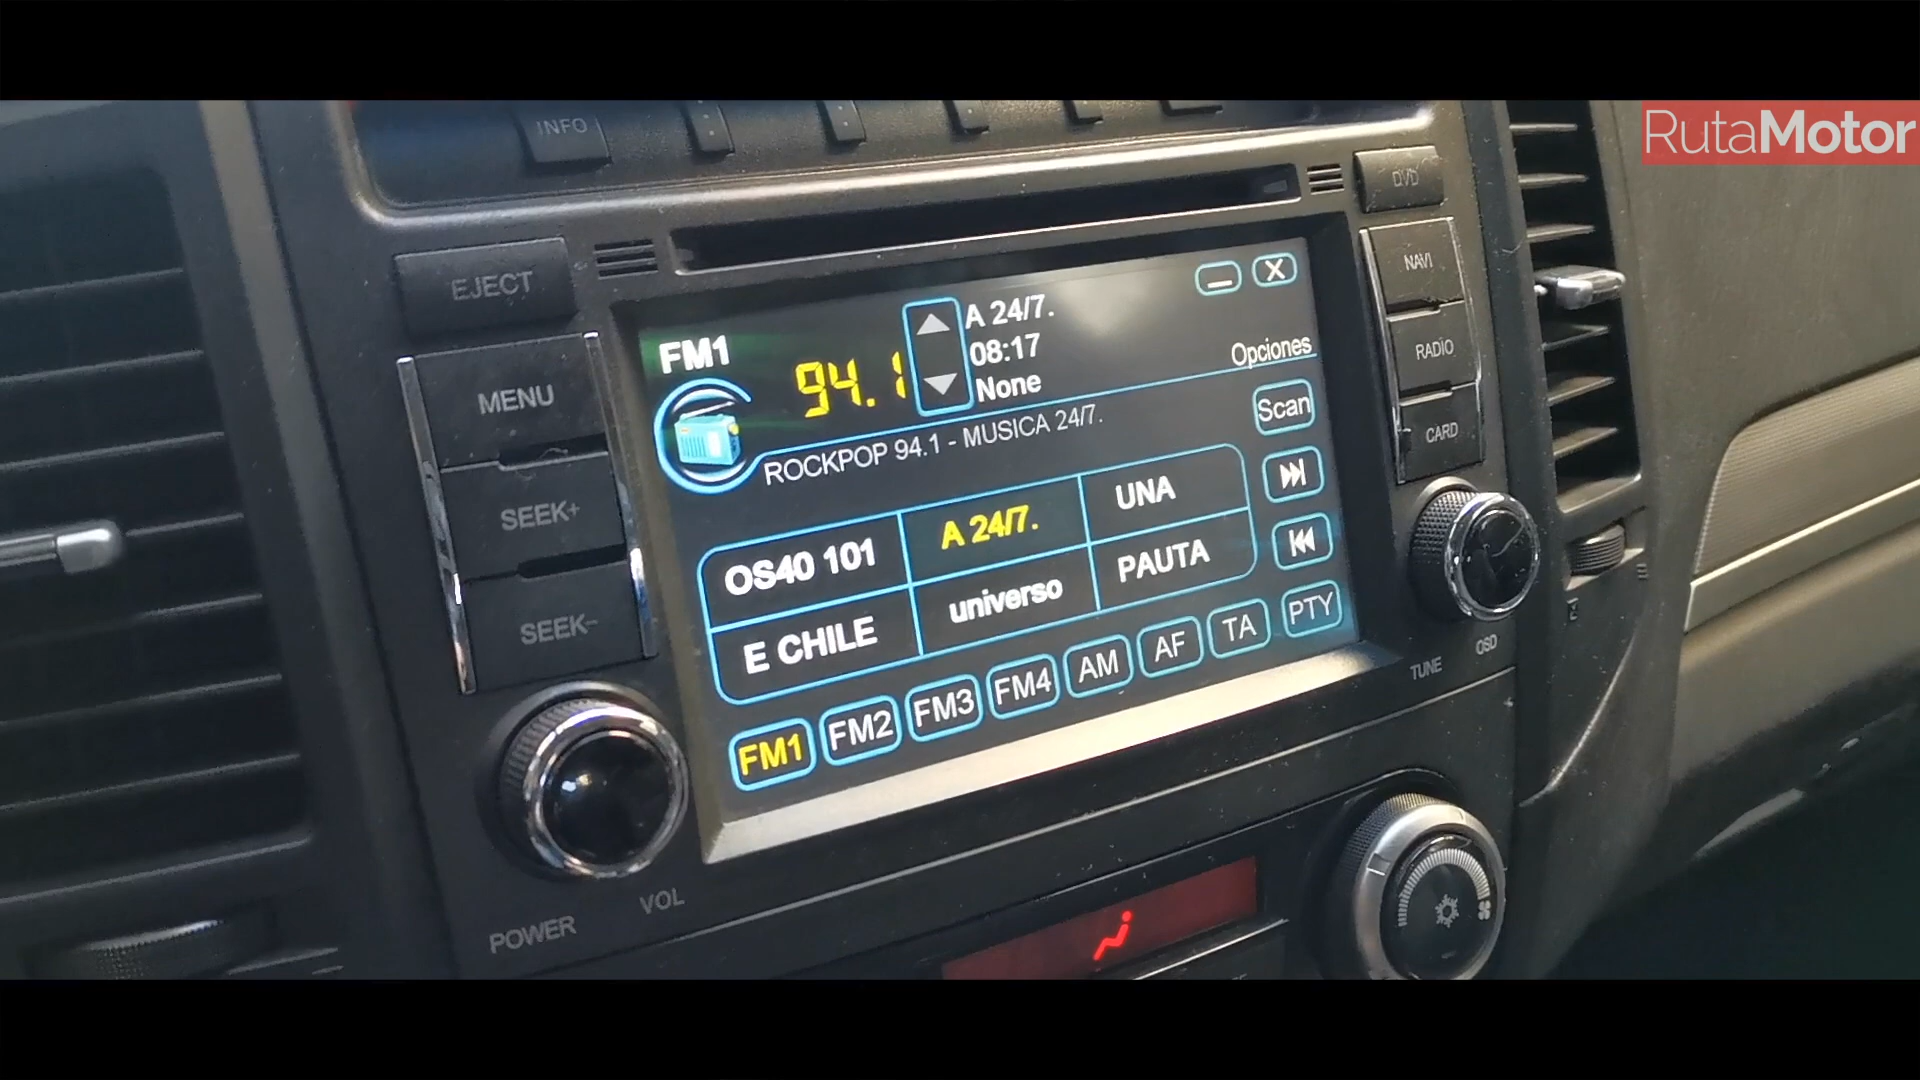 RutaMotor
INFO
DVD
EJECT
MENU
SEEK+
SEEK-
POWER
VOL
FM1
94.1
A 24/7.
08:17
None
Opciones
ROCKPOP 94.1 - MUSICA 24/7.
Scan
OS40 101
A 24/7.
UNA
E CHILE
universo
PAUTA
FM1
FM2
FM3
FM4
AM
AF
TA
PTY
NAVI
RADIO
CARD
TUNE
OSD